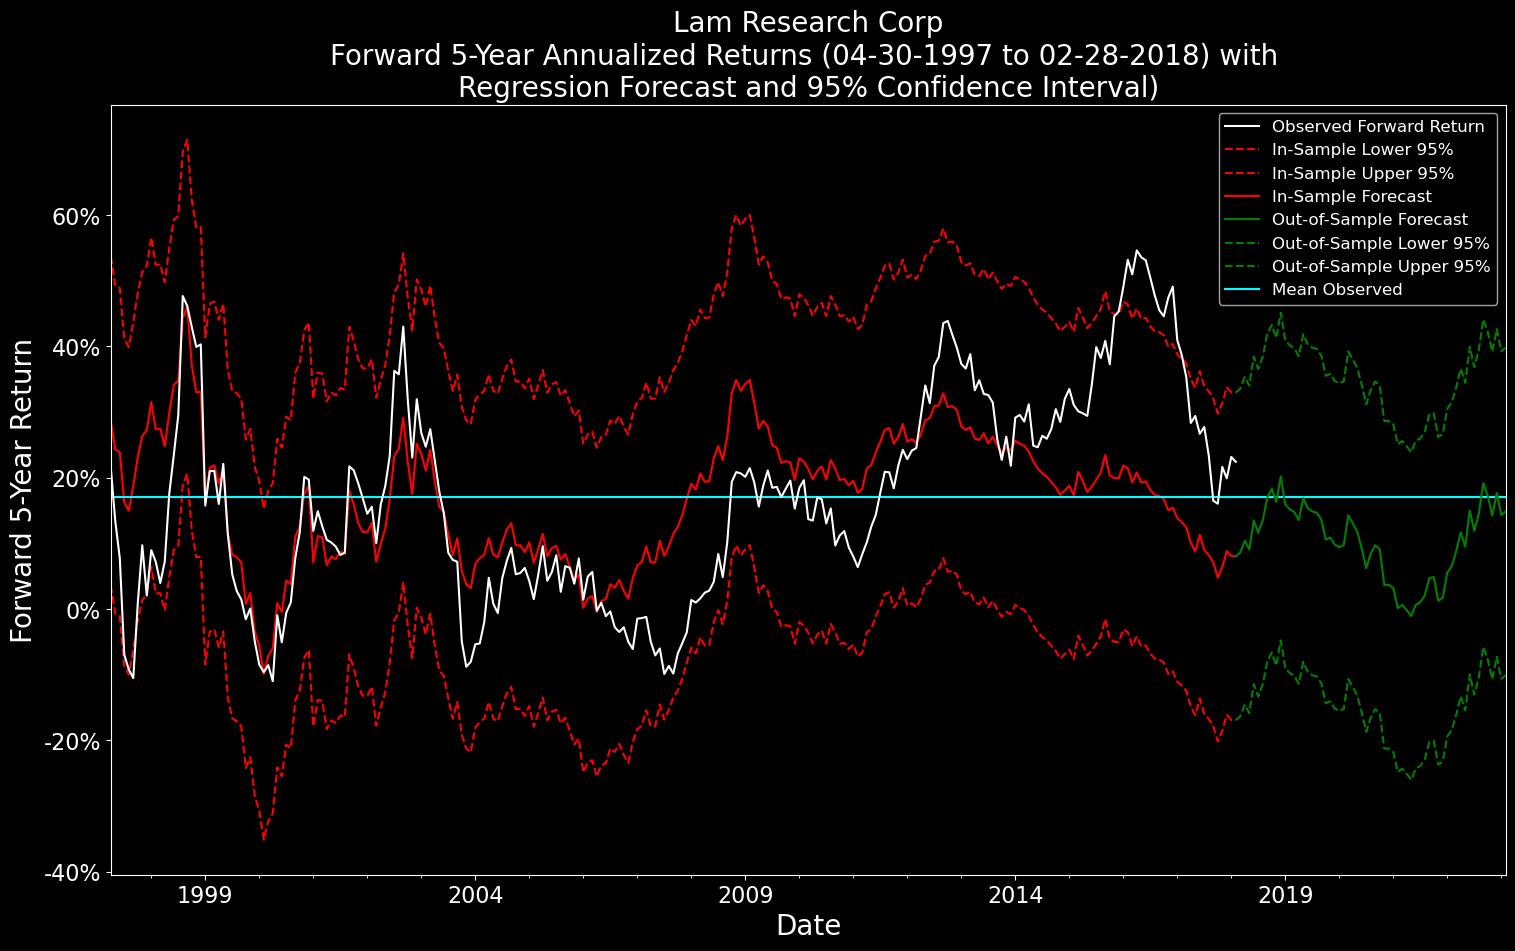 Lam Research Corp
Forward 5-Year Annualized Returns (04-30-1997 to 02-28-2018) with
Regression Forecast and 95% Confidence Interval)
Observed Forward Return
In-Sample Lower 95%
In-Sample Upper 95%
In-Sample Forecast
Out-of-Sample Forecast
Out-of-Sample Lower 95%
Out-of-Sample Upper 95%
Mean Observed
Forward 5-Year Return
60%
40%
20%
0%
-20%
-40%
1999
2004
2009
2014
2019
Date